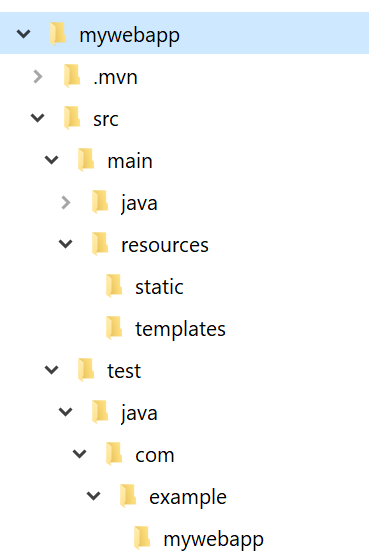 mywebapp
.mvn
src
main
java
resources
static
templates
test
java
com
example
mywebapp